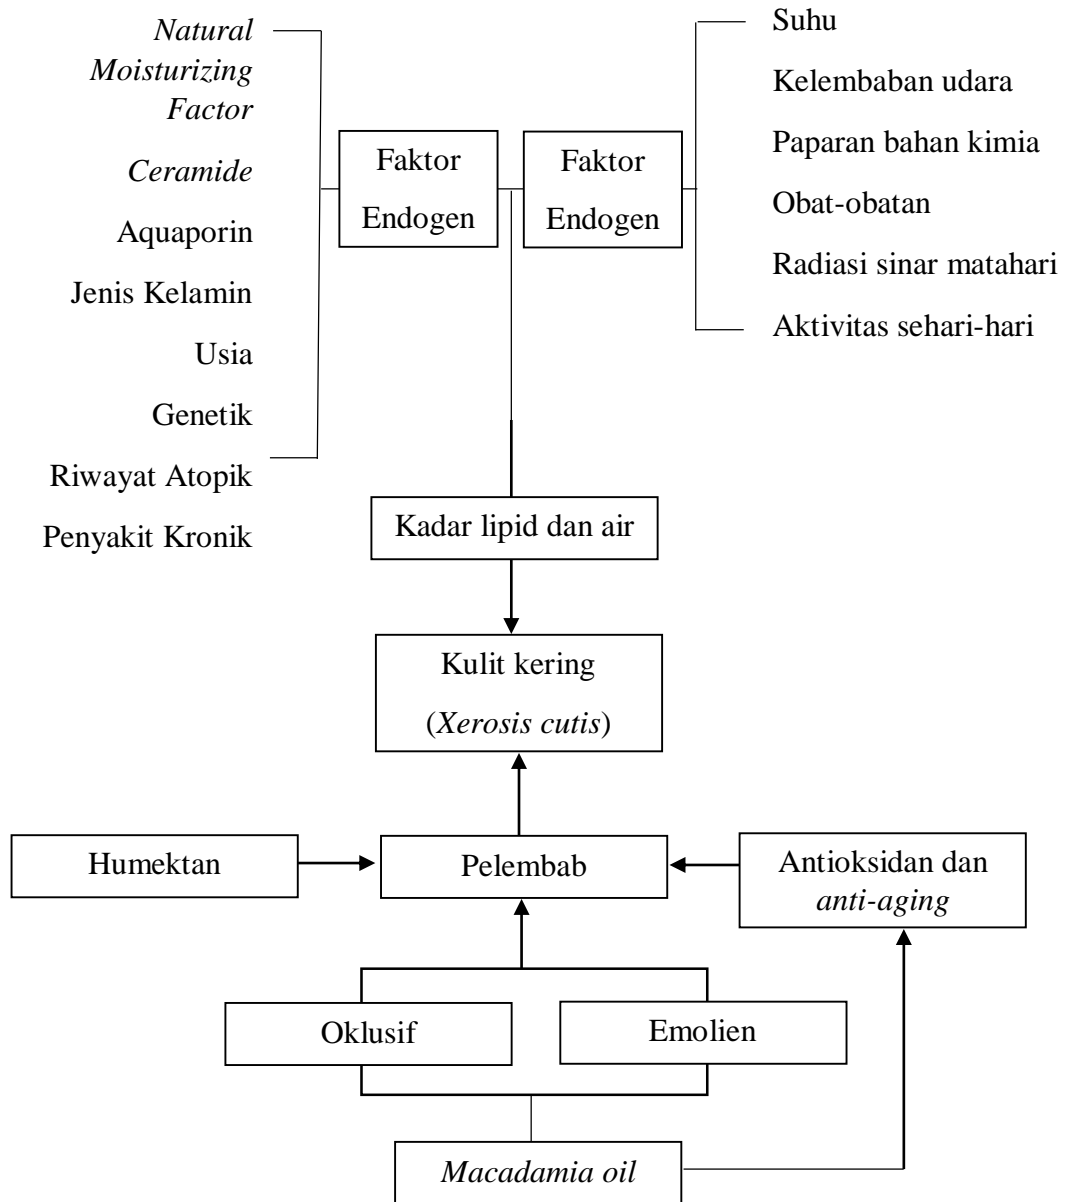 Natural
Moisturizing
Factor
Ceramide
Aquaporin
Jenis Kelamin
Usia
Genetik
Riwayat Atopik
Penyakit Kronik
Faktor
Endogen
Faktor
Endogen
Suhu
Kelembaban udara
Paparan bahan kimia
Obat-obatan
Radiasi sinar matahari
Aktivitas sehari-hari
Kadar lipid dan air
Kulit kering
(Xerosis cutis)
Humektan
Pelembab
Antioksidan dan
anti-aging
Oklusif
Emolien
Macadamia oil